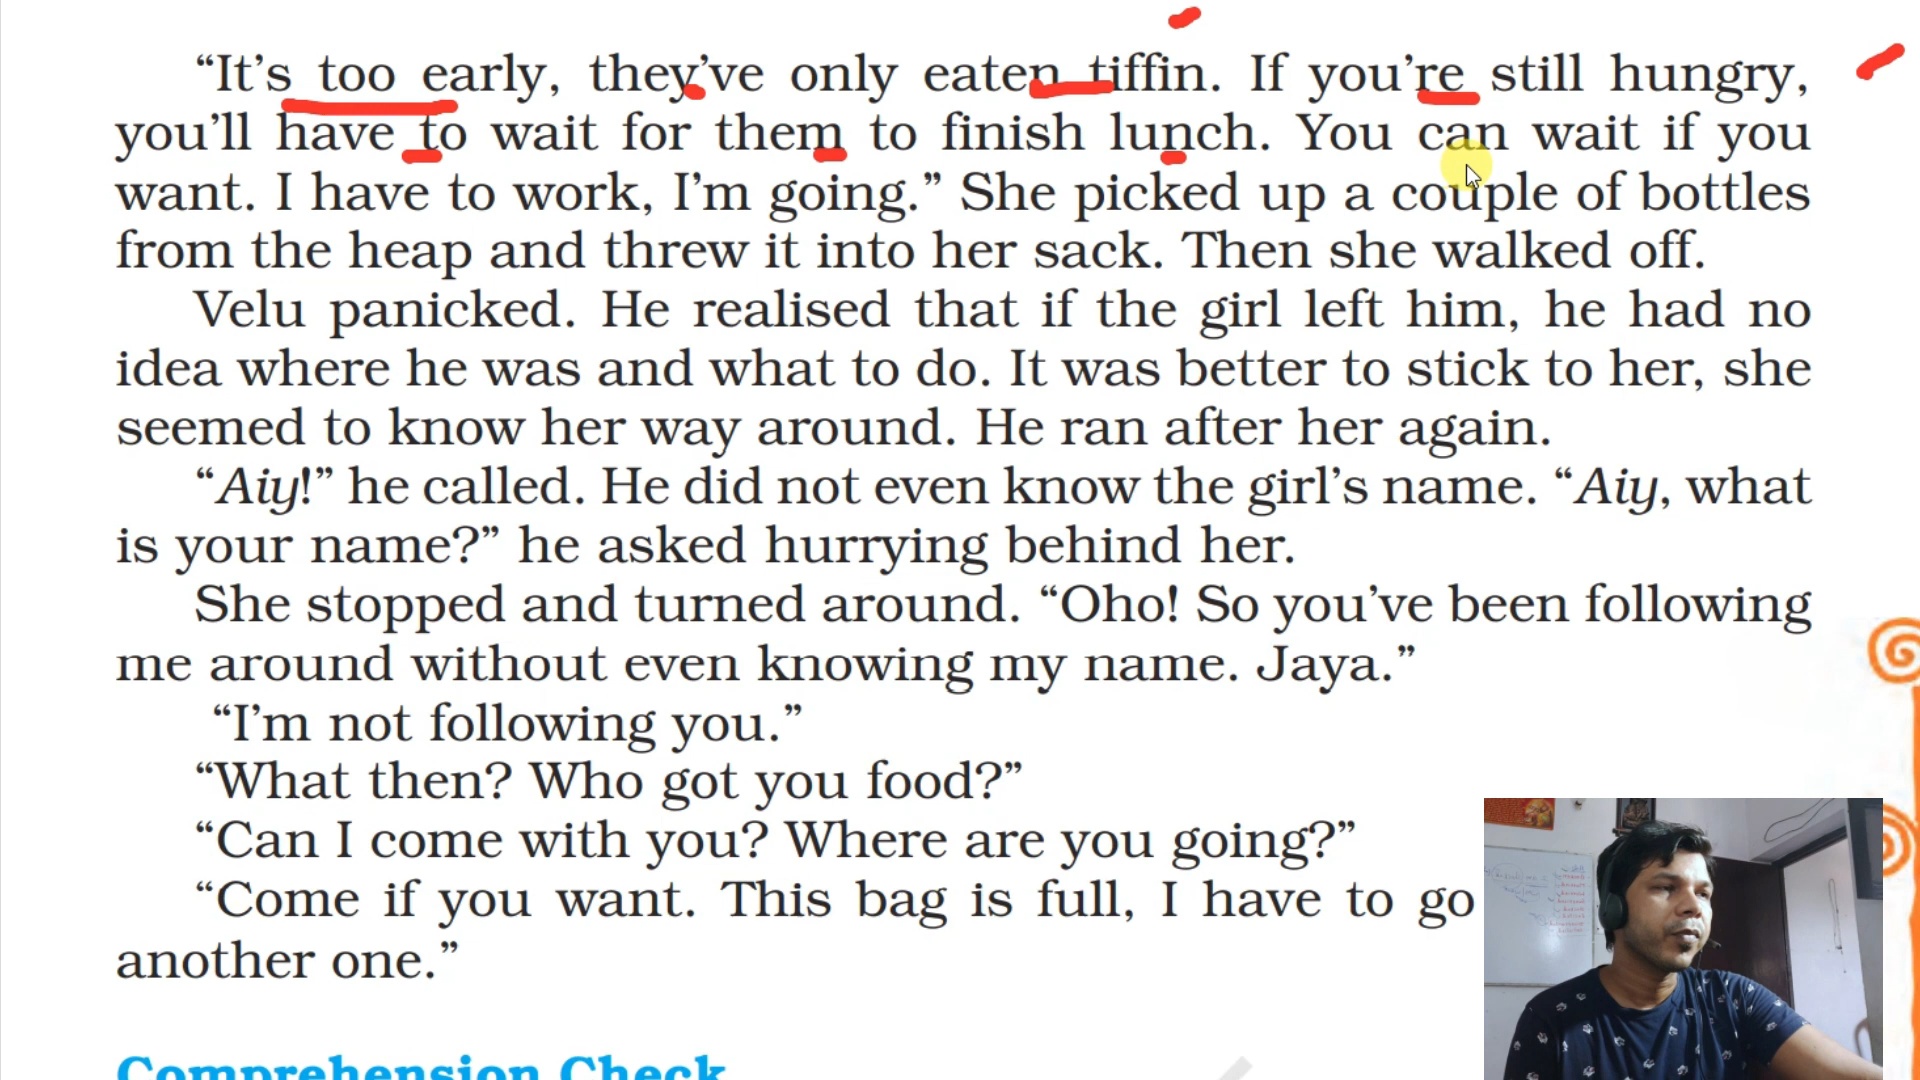 “It’s too early, they’ve only eaten tiffin. If you’re still hungry,
you’ll have to wait for them to finish lunch. You can wait if you
want. I have to work, I’m going.” She picked up a couple of bottles
from the heap and threw it into her sack. Then she walked off.
Velu panicked. He realised that if the girl left him, he had no
idea where he was and what to do. It was better to stick to her, she
seemed to know her way around. He ran after her again.
“Aiy!” he called. He did not even know the girl’s name. “Aiy, what
is your name?” he asked hurrying behind her.
She stopped and turned around. “Oho! So you’ve been following
me around without even knowing my name. Jaya.”
“I’m not following you.”
“What then? Who got you food?”
“Can I come with you? Where are you going?”
“Come if you want. This bag is full, I have to go
another one.”
Comprehension Check